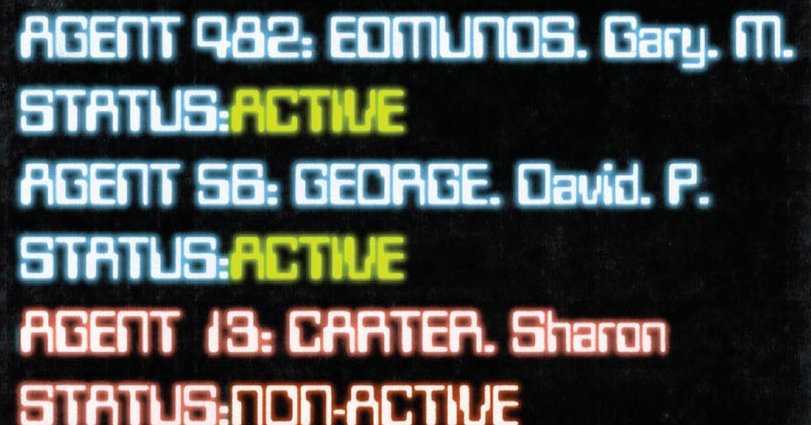 AGENT 482: EDMUNDS. Gary. M.
STATUS:ACTIVE
AGENT 56: GEORGE. David. P.
STATUS:ACTIVE
AGENT 13: CARTER. Sharon
STATUS:NON-ACTIVE